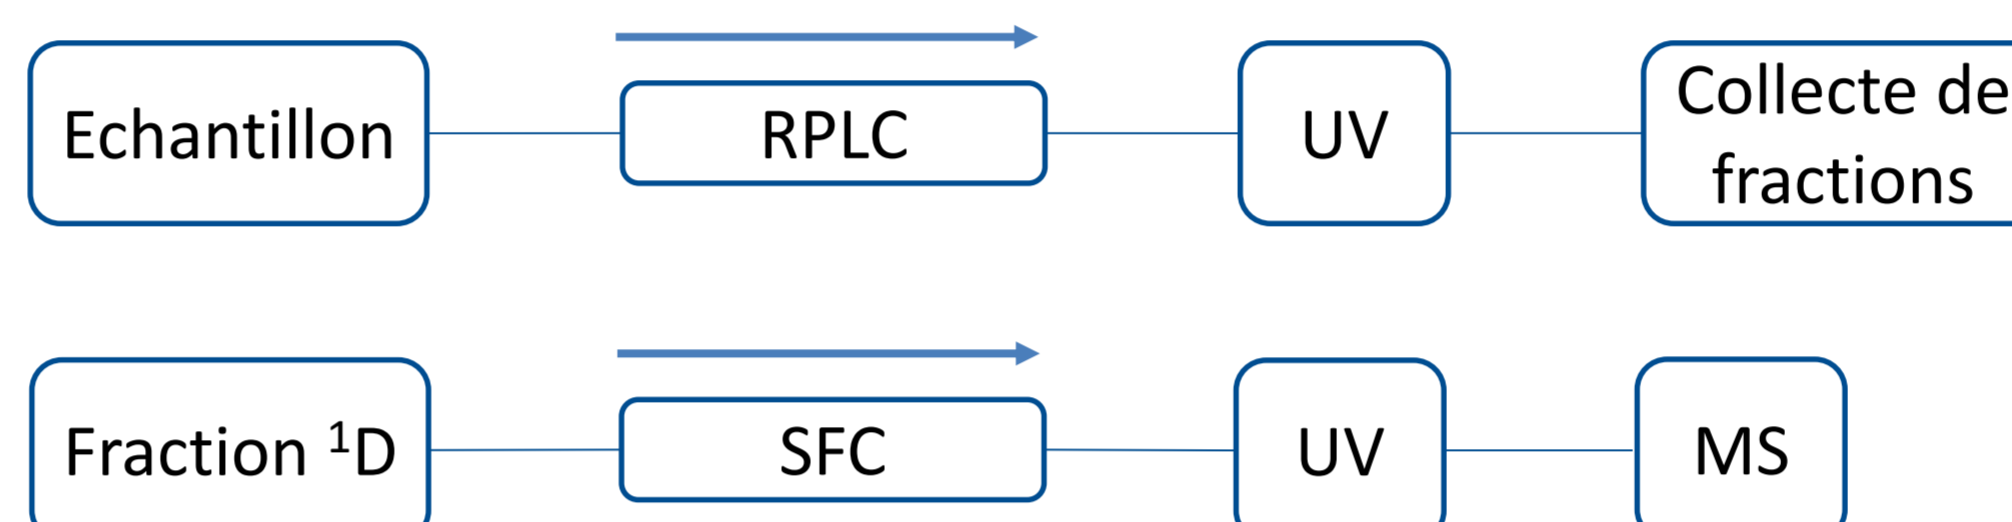 Echantillon
RPLC
UV
Collecte de
fractions
Fraction ¹D
SFC
UV
MS